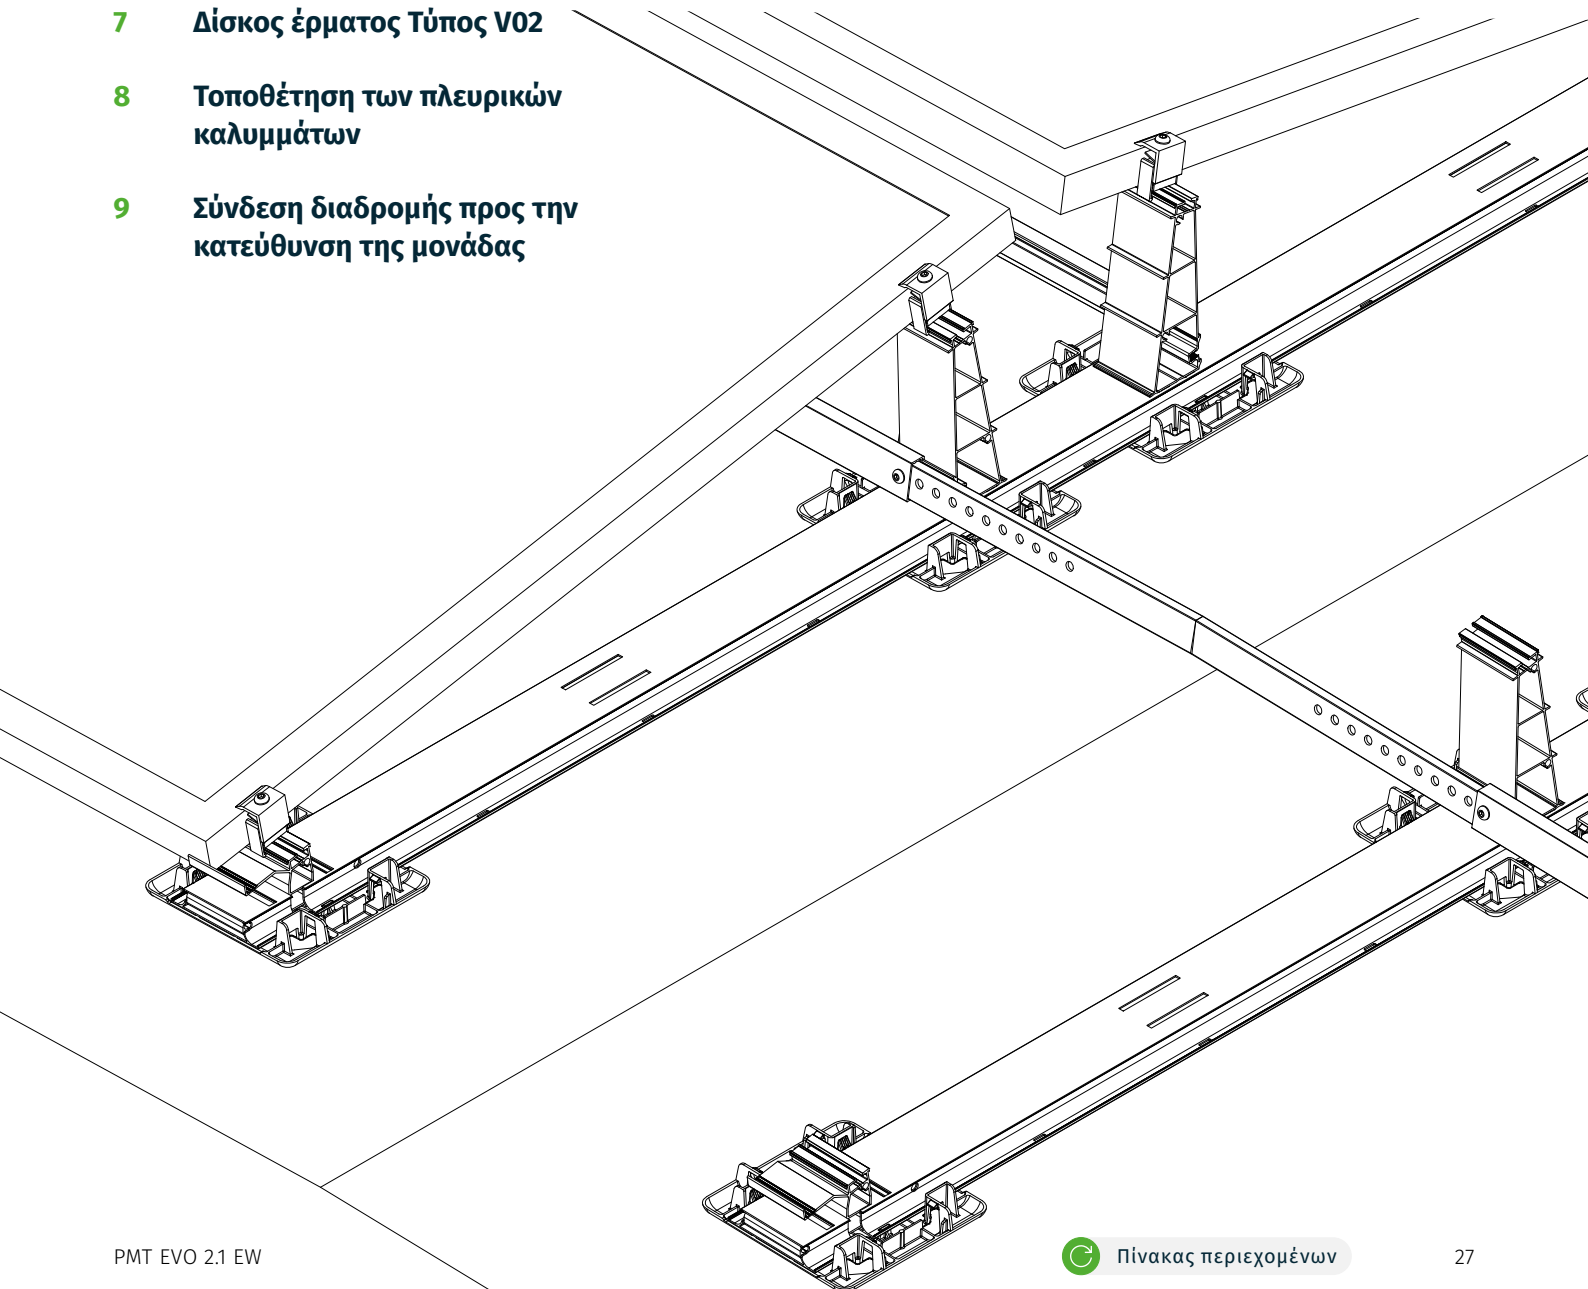 7 Δίσκος έρματος Τύπος V02
8 Τοποθέτηση των πλευρικών
καλυμμάτων
9 Σύνδεση διαδρομής προς την
κατεύθυνση της μονάδας
PMT EVO 2.1 EW
Πίνακας περιεχομένων
27